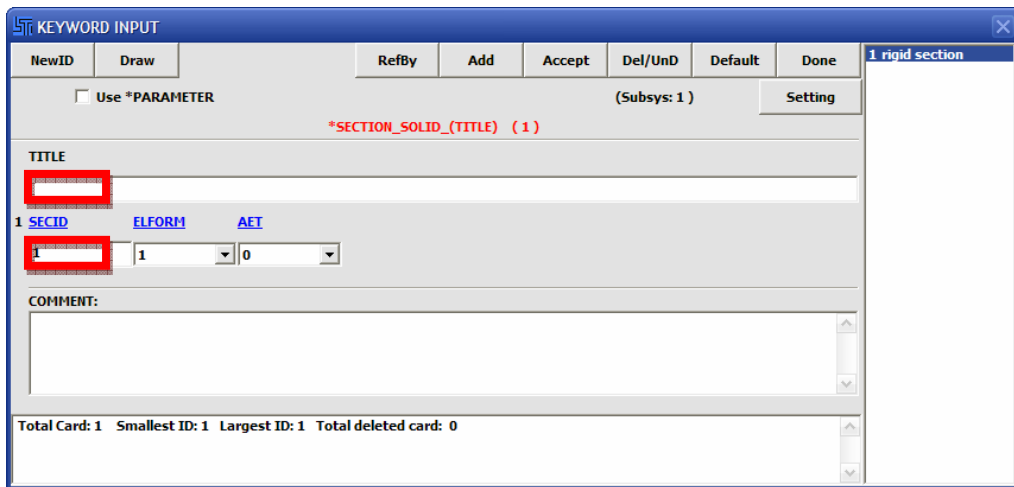 KEYWORD INPUT
NewID Draw RefBy Add Accept Del/UnD Default Done
1 rigid section
Use *PARAMETER (Subsys: 1 ) Setting
*SECTION_SOLID_(TITLE) ( 1 )
TITLE
1 SECID ELFORM AET
1 1 0
COMMENT:
Total Card: 1 Smallest ID: 1 Largest ID: 1 Total deleted card: 0